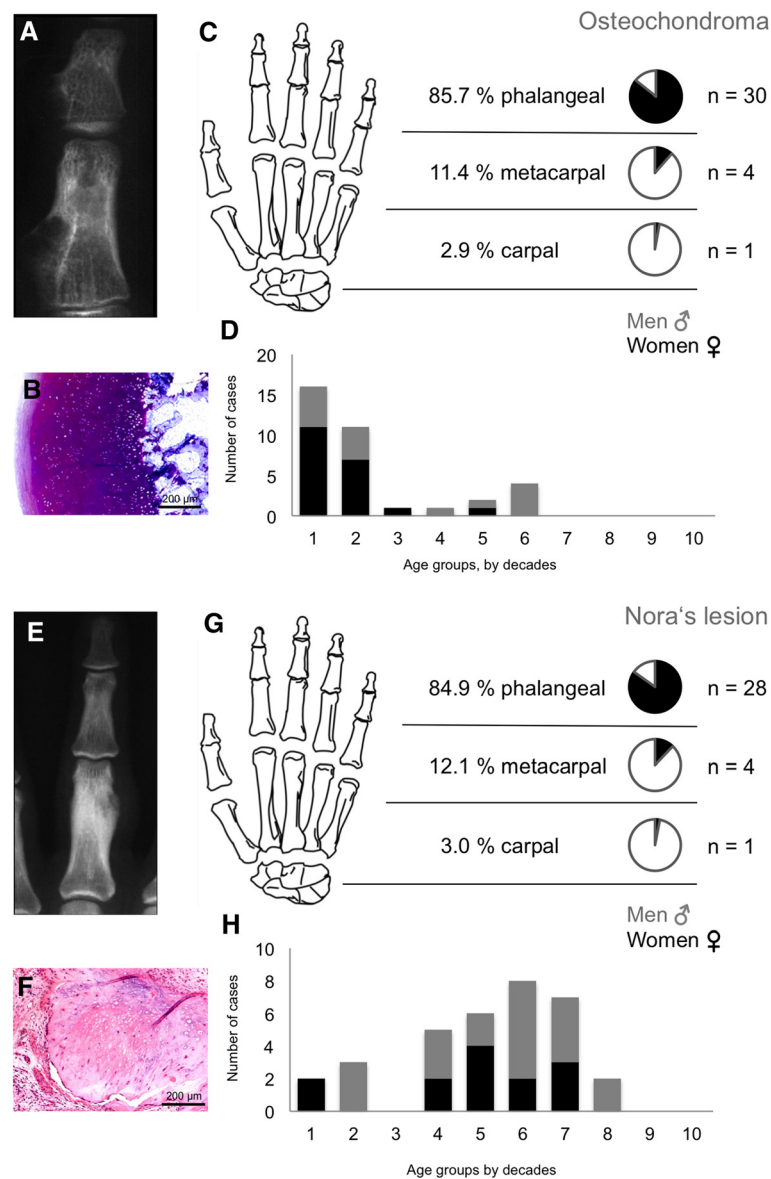 A
C
Osteochondroma
85.7 % phalangeal n = 30
11.4 % metacarpal n = 4
2.9 % carpal n = 1
Men ♂
Women ♀
B
200 µm
D
Number of cases
20
15
10
5
0
1 2 3 4 5 6 7 8 9 10
Age groups, by decades
E
G
Nora‘s lesion
84.9 % phalangeal n = 28
12.1 % metacarpal n = 4
3.0 % carpal n = 1
Men ♂
Women ♀
F
200 µm
H
Number of cases
10
8
6
4
2
0
1 2 3 4 5 6 7 8 9 10
Age groups by decades